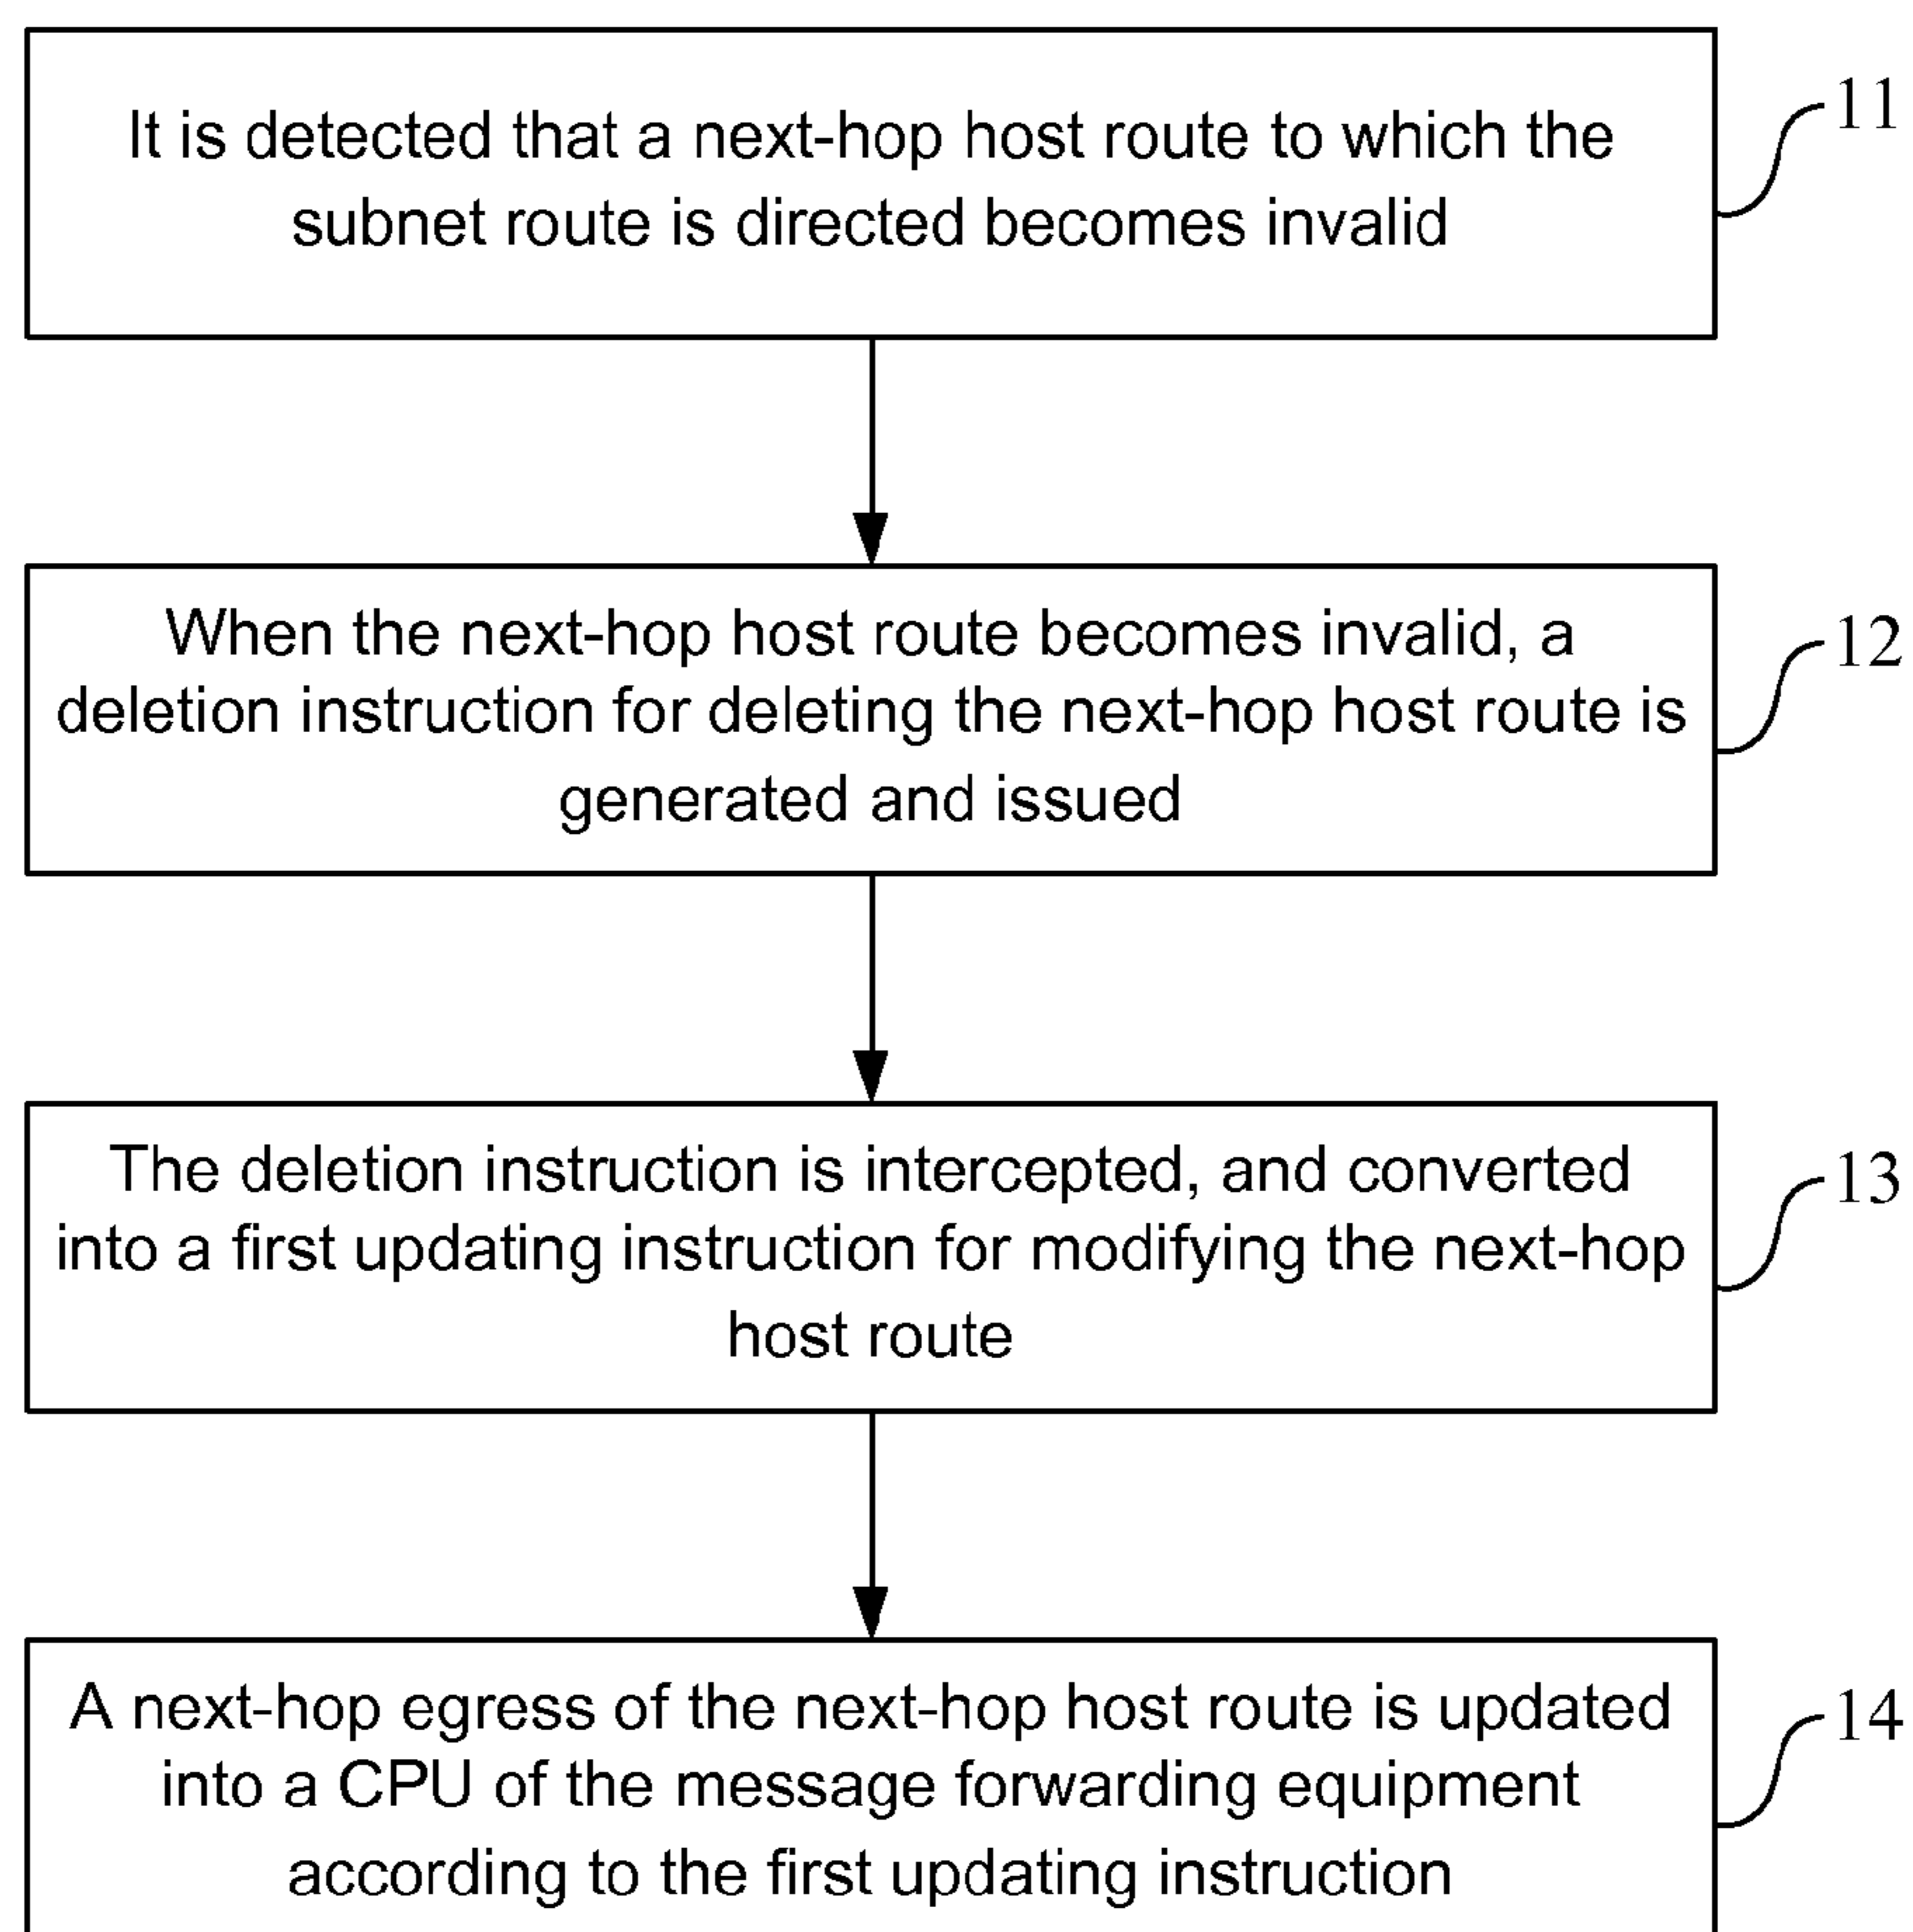 It is detected that a next-hop host route to which the
subnet route is directed becomes invalid
11
When the next-hop host route becomes invalid, a
deletion instruction for deleting the next-hop host route is
generated and issued
12
The deletion instruction is intercepted, and converted
into a first updating instruction for modifying the next-hop
host route
13
A next-hop egress of the next-hop host route is updated
into a CPU of the message forwarding equipment
according to the first updating instruction
14